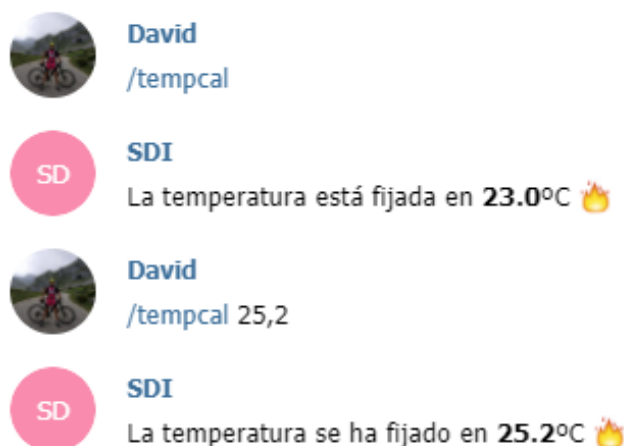 David
/tempcal
SD
SDI
La temperatura está fijada en 23.0ºC 🔥
David
/tempcal 25,2
SD
SDI
La temperatura se ha fijado en 25.2ºC 🔥